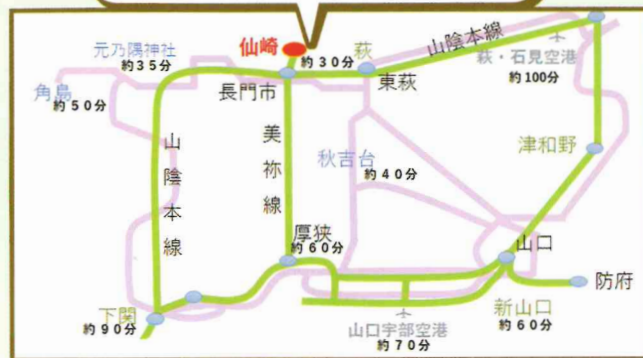 仙崎
約30分
萩
山陰本線
萩・石見空港
約100分
元乃隅神社
約35分
角島
約50分
長門市
東萩
山陰本線
美祢線
秋吉台
約40分
津和野
厚狭
約60分
山口
防府
下関
約90分
新山口
約60分
山口宇部空港
約70分